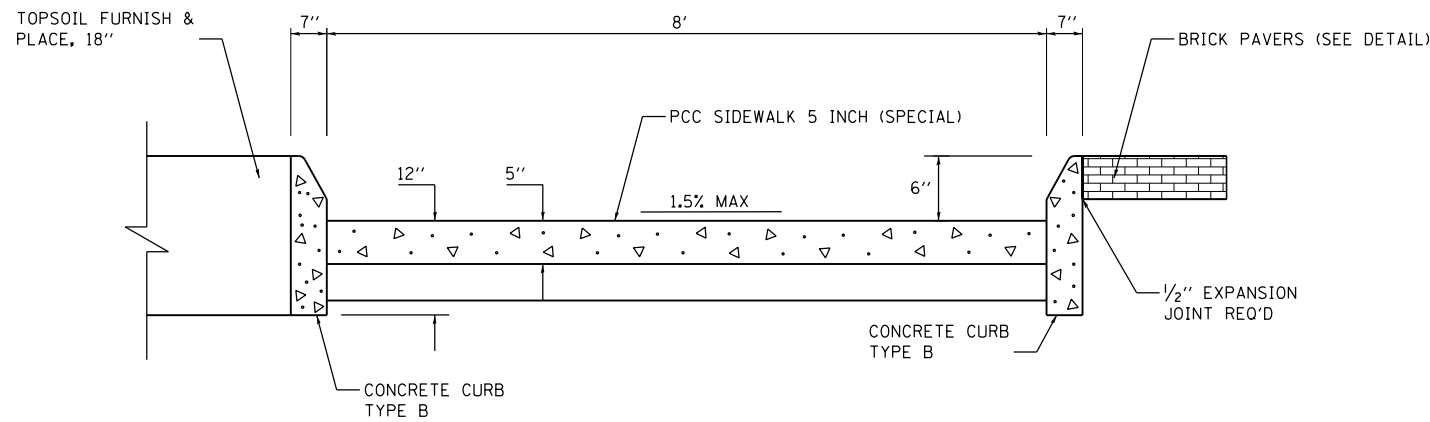 TOPSOIL FURNISH &
PLACE, 18''
7''
8'
7''
BRICK PAVERS (SEE DETAIL)
PCC SIDEWALK 5 INCH (SPECIAL)
12''
5''
1.5% MAX
6''
1/2'' EXPANSION
JOINT REQ'D
CONCRETE CURB
TYPE B
CONCRETE CURB
TYPE B